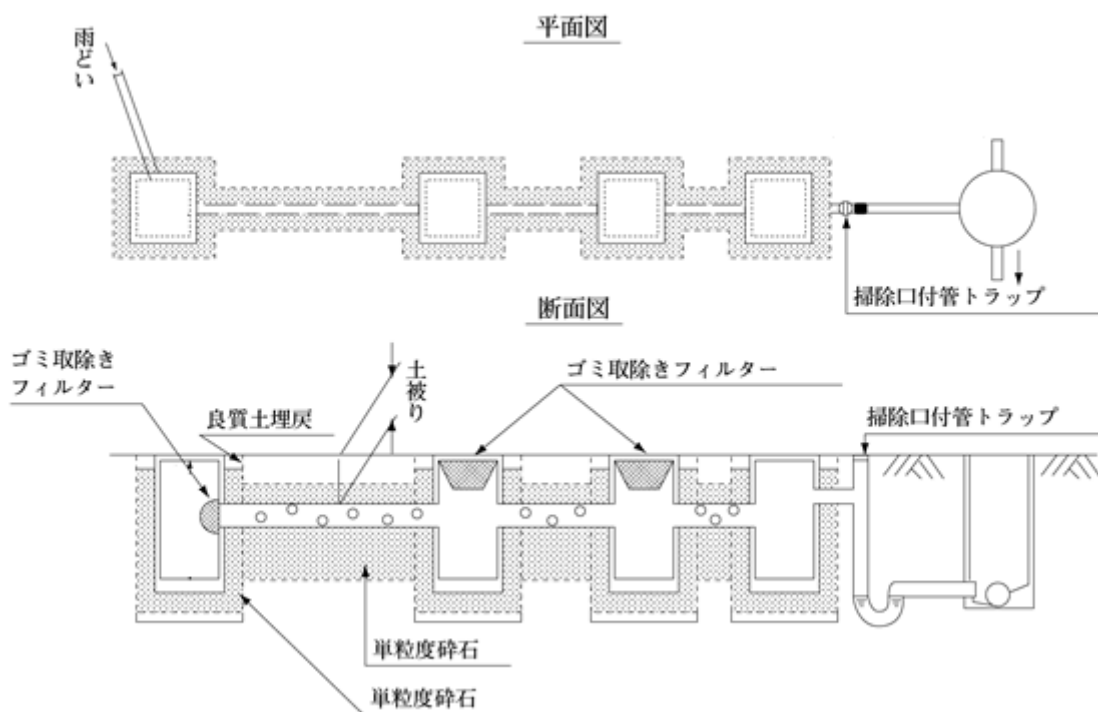 平面図
雨どい
掃除口付管トラップ
断面図
ゴミ取除き
フィルター
良質土埋戻
土被り
ゴミ取除きフィルター
掃除口付管トラップ
単粒度砕石
単粒度砕石